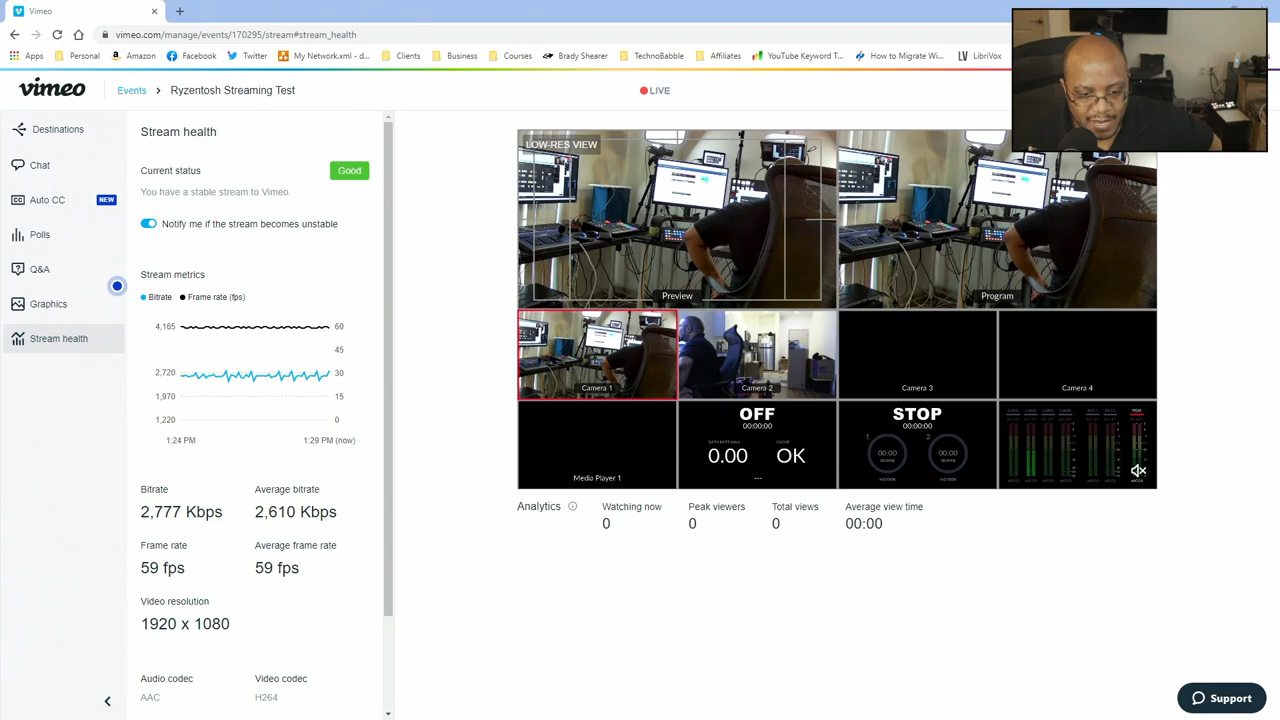 Vimeo
vimeo.com/manage/events/170295/stream#stream_health
Apps
Personal
Amazon
Facebook
Twitter
My Network.xml - d...
Clients
Business
Courses
Brady Shearer
TechnoBabble
Affiliates
YouTube Keyword T...
How to Migrate Wi...
LV LibriVox
vimeo
Events > Ryzentosh Streaming Test
LIVE
Destinations
Chat
CC Auto CC NEW
Polls
Q&A
Graphics
Stream health
Stream health
Current status
Good
You have a stable stream to Vimeo.
Notify me if the stream becomes unstable
Stream metrics
Bitrate Frame rate (fps)
4,165 60
45
2,720 30
1,970 15
1,220 0
1:24 PM 1:29 PM (now)
Bitrate Average bitrate
2,777 Kbps 2,610 Kbps
Frame rate Average frame rate
59 fps 59 fps
Video resolution
1920 x 1080
Audio codec Video codec
AAC H264
LOW-RES VIEW
Preview
Program
Camera 1
Camera 2
Camera 3
Camera 4
Media Player 1
OFF
00:00:00
0.00 OK
---
STOP
00:00:00
1 2
00:00 00:00
Analytics
Watching now Peak viewers Total views Average view time
0 0 0 00:00
Support